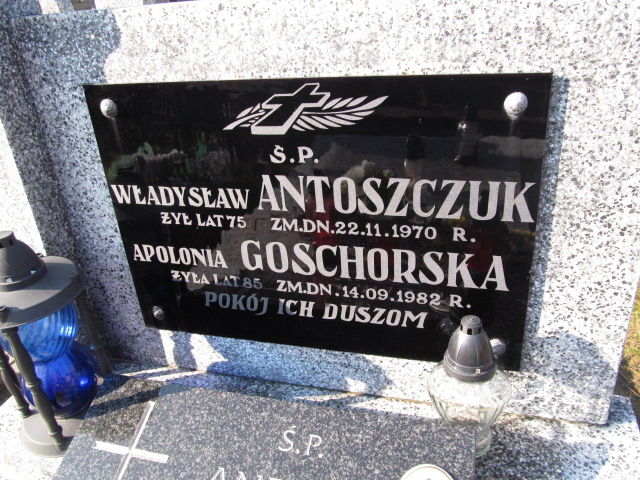 Ś.P.
WŁADYSŁAW ANTOSZCZUK
ŻYŁ LAT 75 ZM.DN.22.11.1970 R.
APOLONIA GOSCHORSKA
ŻYŁA LAT 85 ZM.DN.14.09.1982 R.
POKÓJ ICH DUSZOM
Ś.P.